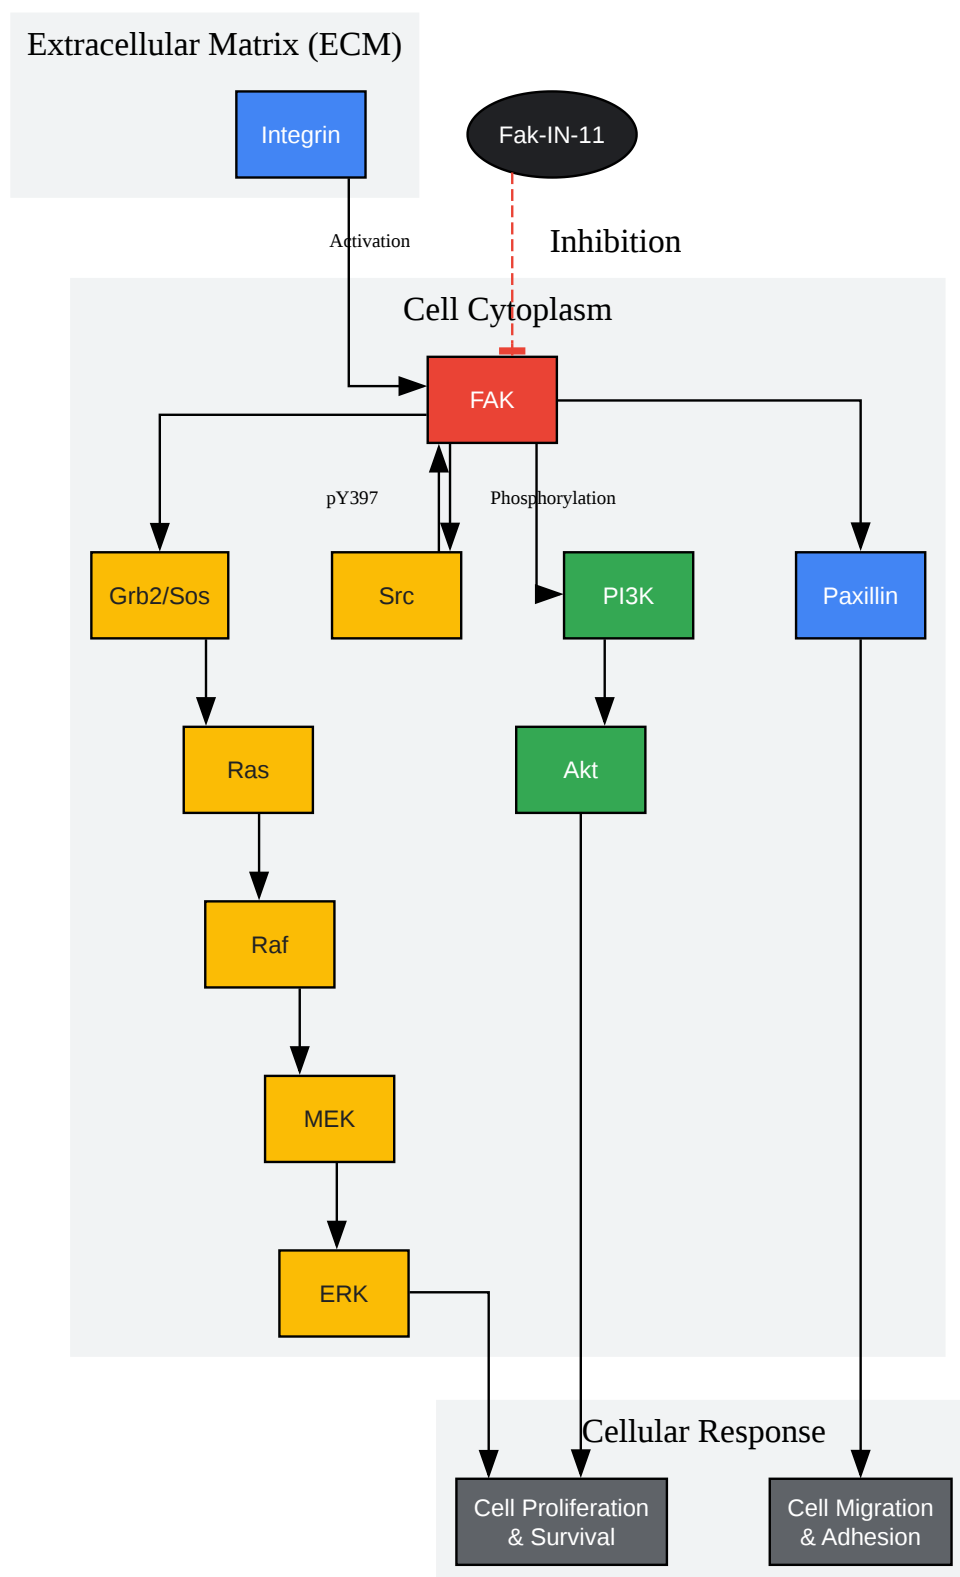 Extracellular Matrix (ECM)
Integrin
Fak-IN-11
Activation
Inhibition
Cell Cytoplasm
FAK
pY397
Phosphorylation
Grb2/Sos
Src
PI3K
Paxillin
Ras
Akt
Raf
MEK
ERK
Cellular Response
Cell Proliferation
& Survival
Cell Migration
& Adhesion